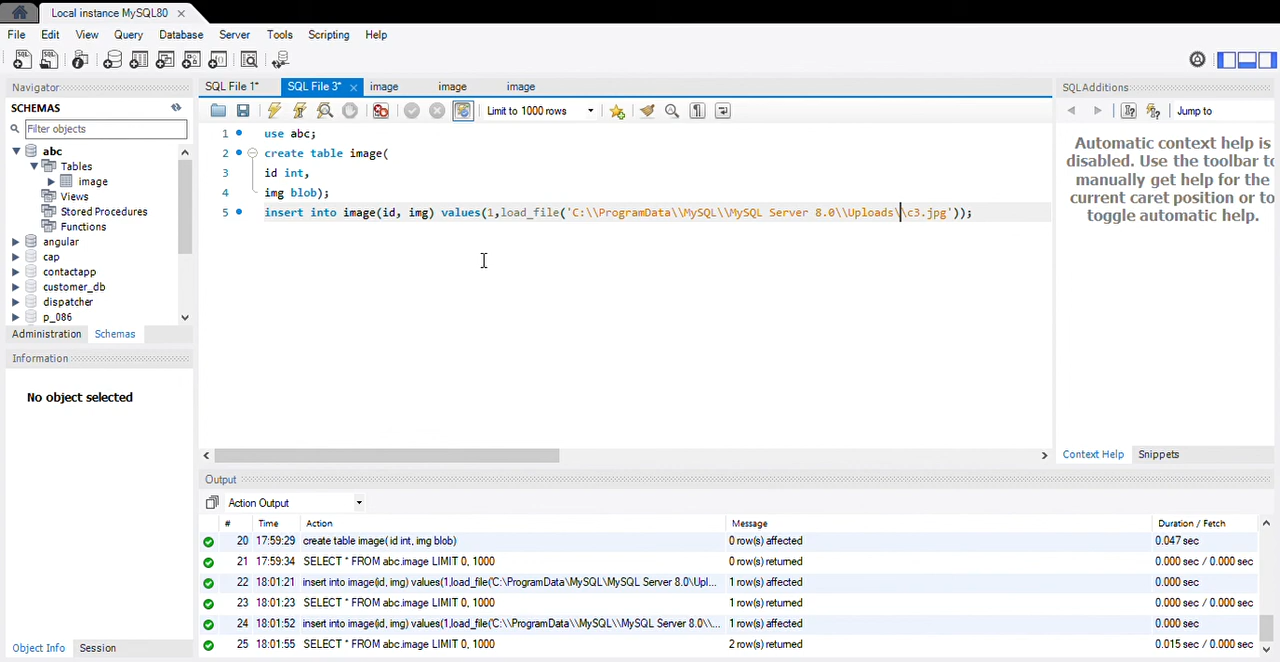 Local instance MySQL80 ×
File Edit View Query Database Server Tools Scripting Help
Navigator
SCHEMAS
Filter objects
abc
Tables
image
Views
Stored Procedures
Functions
angular
cap
contactapp
customer_db
dispatcher
p_086
Administration Schemas
Information
No object selected
Object Info Session
SQL File 1* SQL File 3* × image image image
Limit to 1000 rows
1 use abc;
2 create table image(
3 id int,
4 img blob);
5 insert into image(id, img) values(1,load_file('C:\\ProgramData\\MySQL\\MySQL Server 8.0\\Uploads\\c3.jpg'));
SQLAdditions
Jump to
Automatic context help is
disabled. Use the toolbar to
manually get help for the
current caret position or to
toggle automatic help.
Context Help Snippets
Output
Action Output
# Time Action Message Duration / Fetch
20 17:59:29 create table image( id int, img blob) 0 row(s) affected 0.047 sec
21 17:59:34 SELECT * FROM abc.image LIMIT 0, 1000 0 row(s) returned 0.000 sec / 0.000 sec
22 18:01:21 insert into image(id, img) values(1,load_file('C:\ProgramData\MySQL\MySQL Server 8.0\Upl... 1 row(s) affected 0.000 sec
23 18:01:23 SELECT * FROM abc.image LIMIT 0, 1000 1 row(s) returned 0.000 sec / 0.000 sec
24 18:01:52 insert into image(id, img) values(1,load_file('C:\\ProgramData\\MySQL\\MySQL Server 8.0\\... 1 row(s) affected 0.000 sec
25 18:01:55 SELECT * FROM abc.image LIMIT 0, 1000 2 row(s) returned 0.015 sec / 0.000 sec